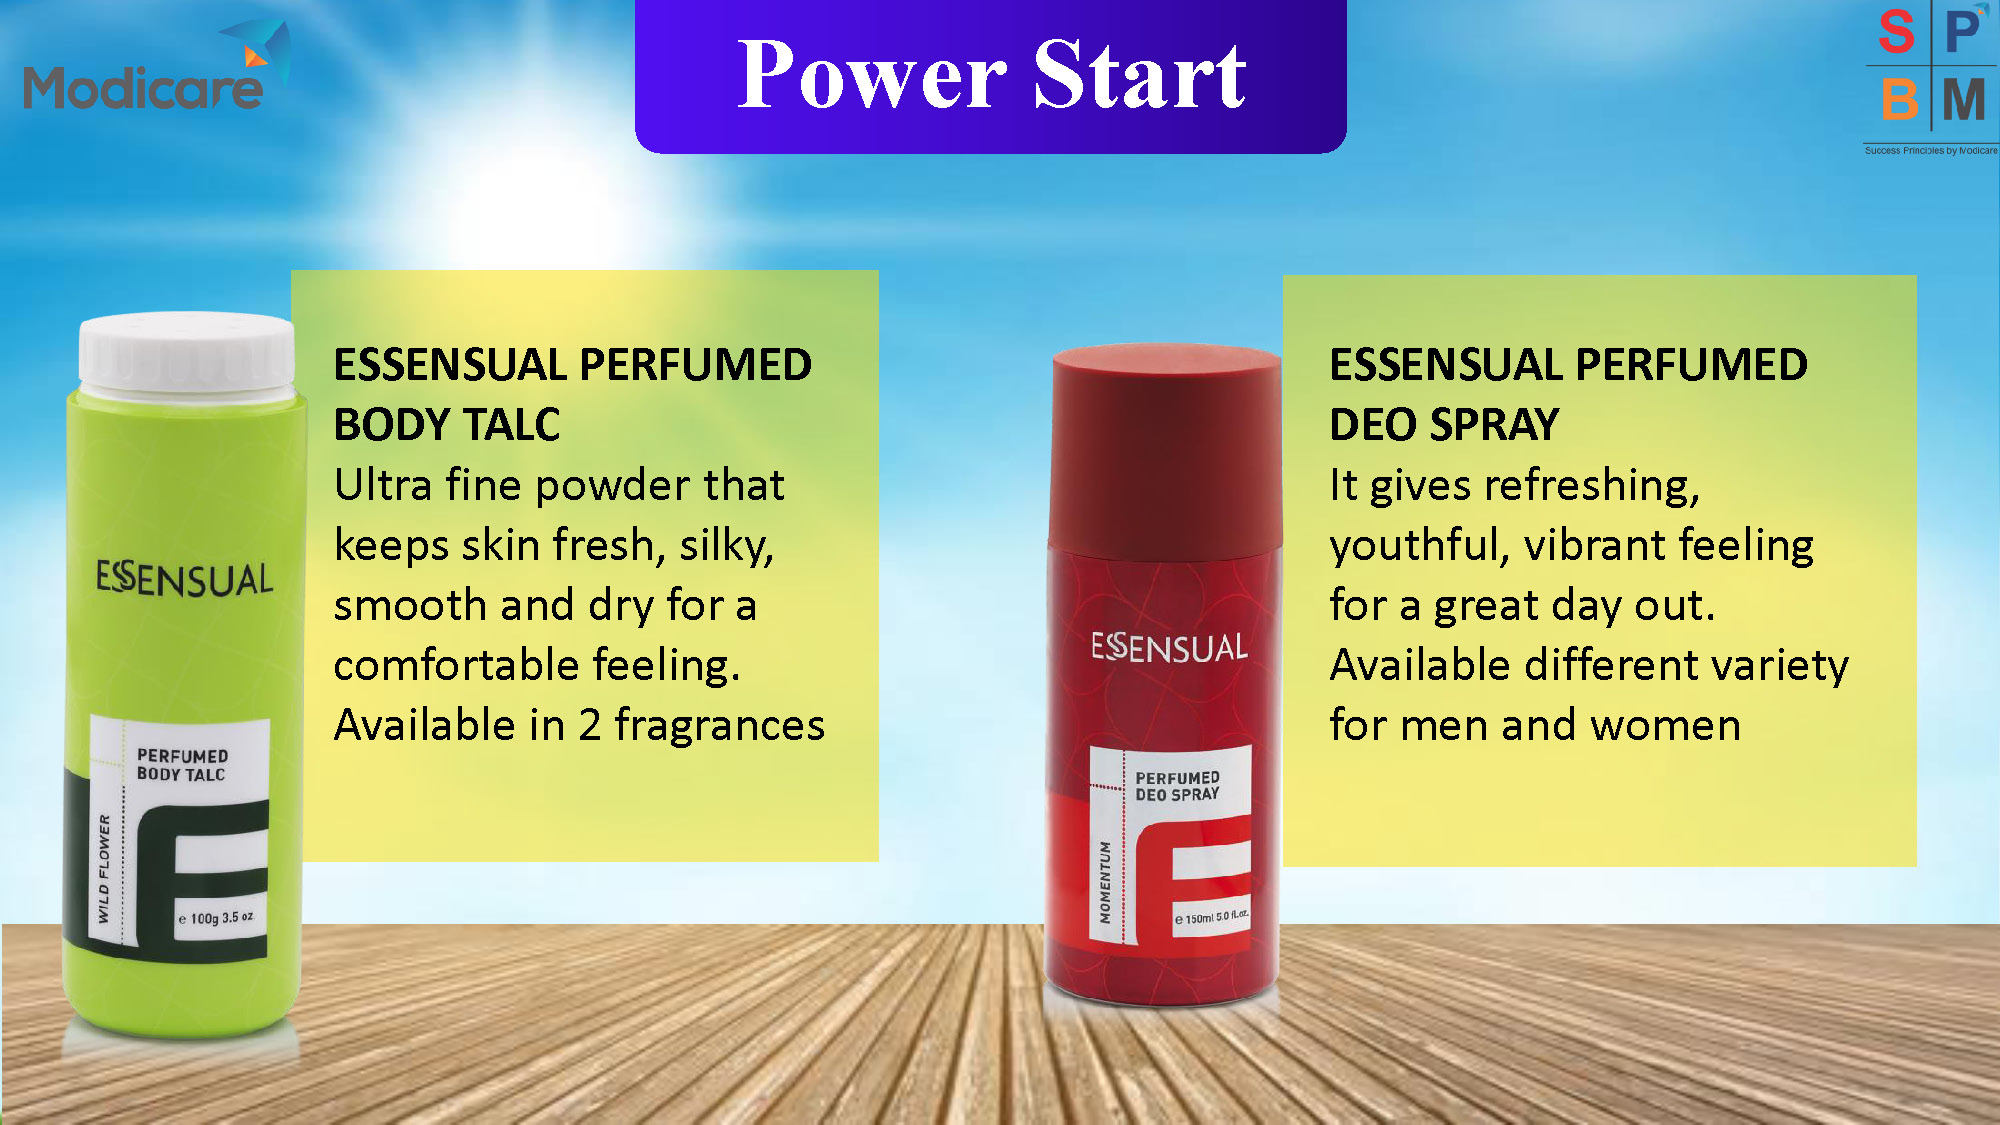 Modicare
Power Start
S P
B M
Success Principles by Modicare
ESSENSUAL PERFUMED
BODY TALC
Ultra fine powder that
keeps skin fresh, silky,
smooth and dry for a
comfortable feeling.
Available in 2 fragrances
ESSENSUAL
PERFUMED
BODY TALC
WILD FLOWER
e 100g 3.5 oz
ESSENSUAL PERFUMED
DEO SPRAY
It gives refreshing,
youthful, vibrant feeling
for a great day out.
Available different variety
for men and women
ESSENSUAL
PERFUMED
DEO SPRAY
MOMENTUM
e 150ml 5.0 fl.oz.